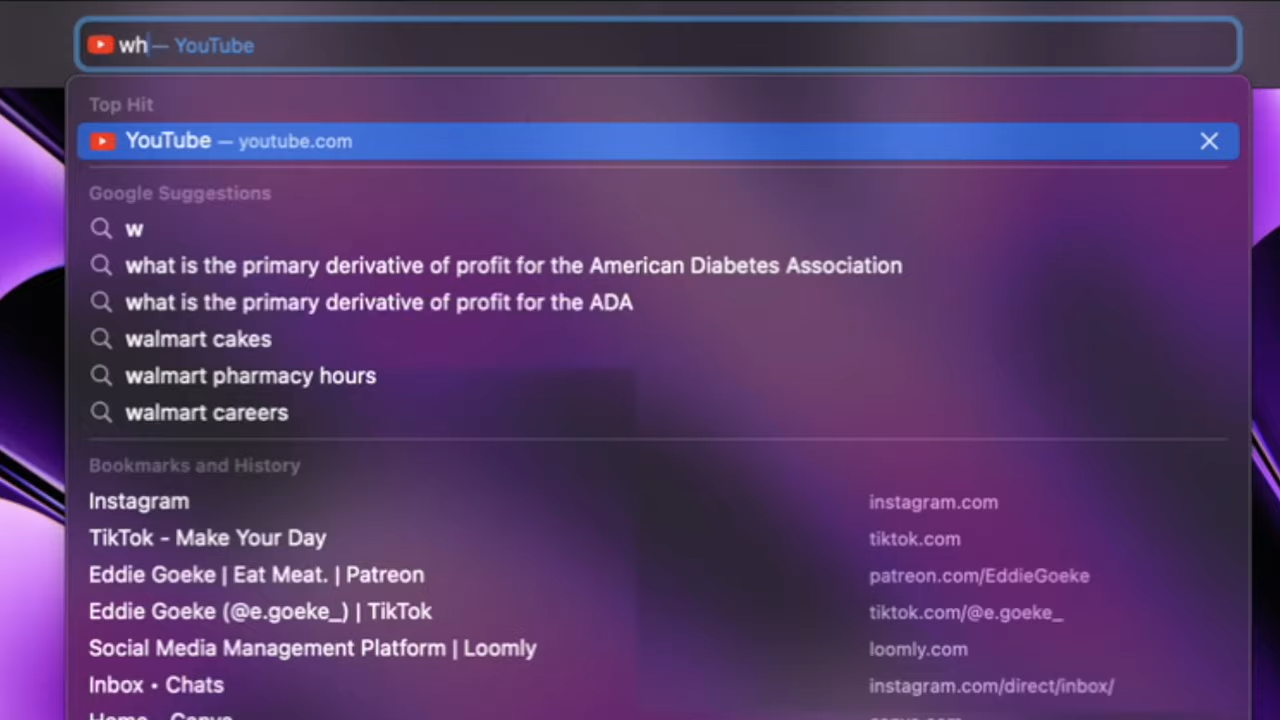 wh — YouTube
Top Hit
YouTube — youtube.com
Google Suggestions
w
what is the primary derivative of profit for the American Diabetes Association
what is the primary derivative of profit for the ADA
walmart cakes
walmart pharmacy hours
walmart careers
Bookmarks and History
Instagram instagram.com
TikTok - Make Your Day tiktok.com
Eddie Goeke | Eat Meat. | Patreon patreon.com/EddieGoeke
Eddie Goeke (@e.goeke_) | TikTok tiktok.com/@e.goeke_
Social Media Management Platform | Loomly loomly.com
Inbox • Chats instagram.com/direct/inbox/